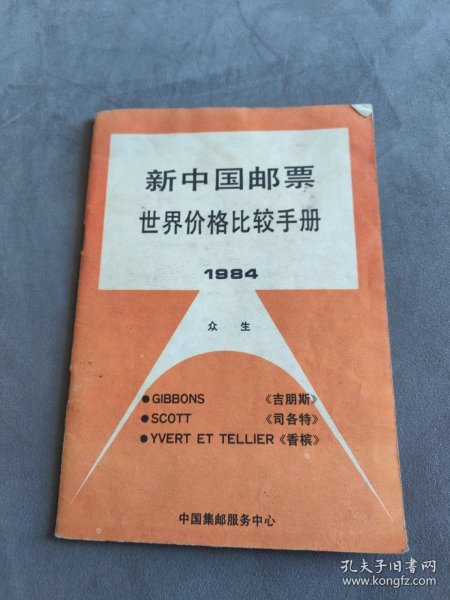 新中国邮票
世界价格比较手册
1984
众 生
●GIBBONS 《吉朋斯》
●SCOTT 《司各特》
●YVERT ET TELLIER《香槟》
中国集邮服务中心
孔夫子旧书网
www.kongfz.com